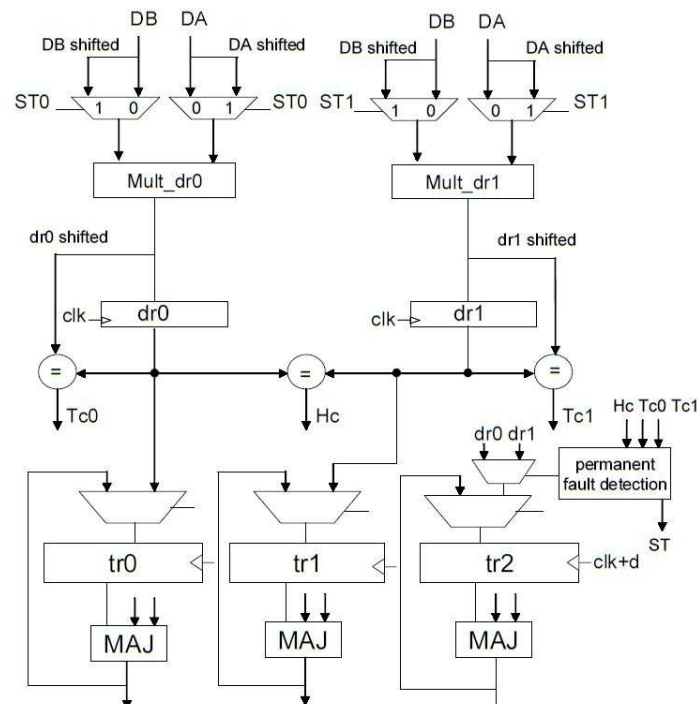 DB DA DB DA
DB shifted DA shifted DB shifted DA shifted
ST0 1 0 0 1 ST0 ST1 1 0 0 1 ST1
Mult_dr0 Mult_dr1
dr0 shifted dr1 shifted
clk dr0 clk dr1
= = =
Tc0 Hc Tc1
Hc Tc0 Tc1
dr0 dr1
permanent
fault detection
ST
tr0 tr1 tr2 clk+d
MAJ MAJ MAJ